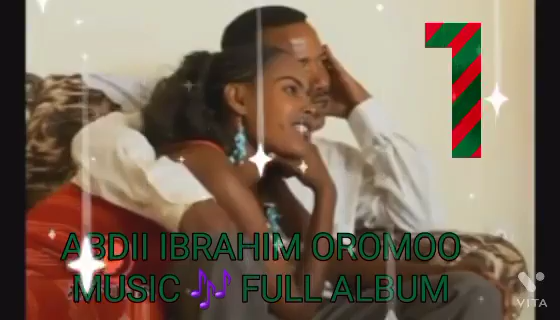 1
ABDII IBRAHIM OROMOO
MUSIC 🎶 FULL ALBUM
VITA